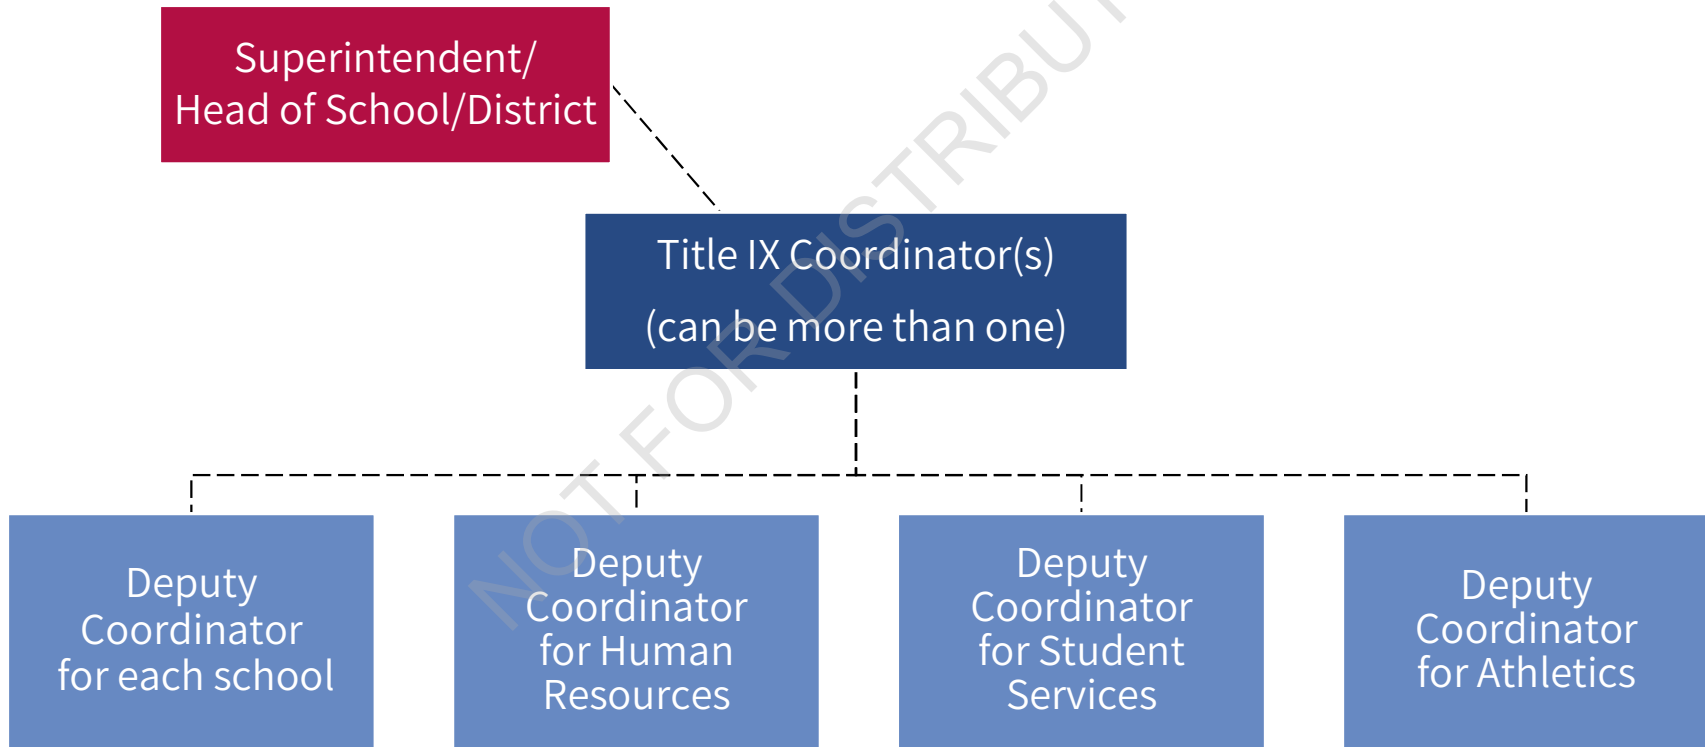 Superintendent/
Head of School/District
Title IX Coordinator(s)
(can be more than one)
Deputy
Coordinator
for each school
Deputy
Coordinator
for Human
Resources
Deputy
Coordinator
for Student
Services
Deputy
Coordinator
for Athletics
NOT FOR DISTRIBUT